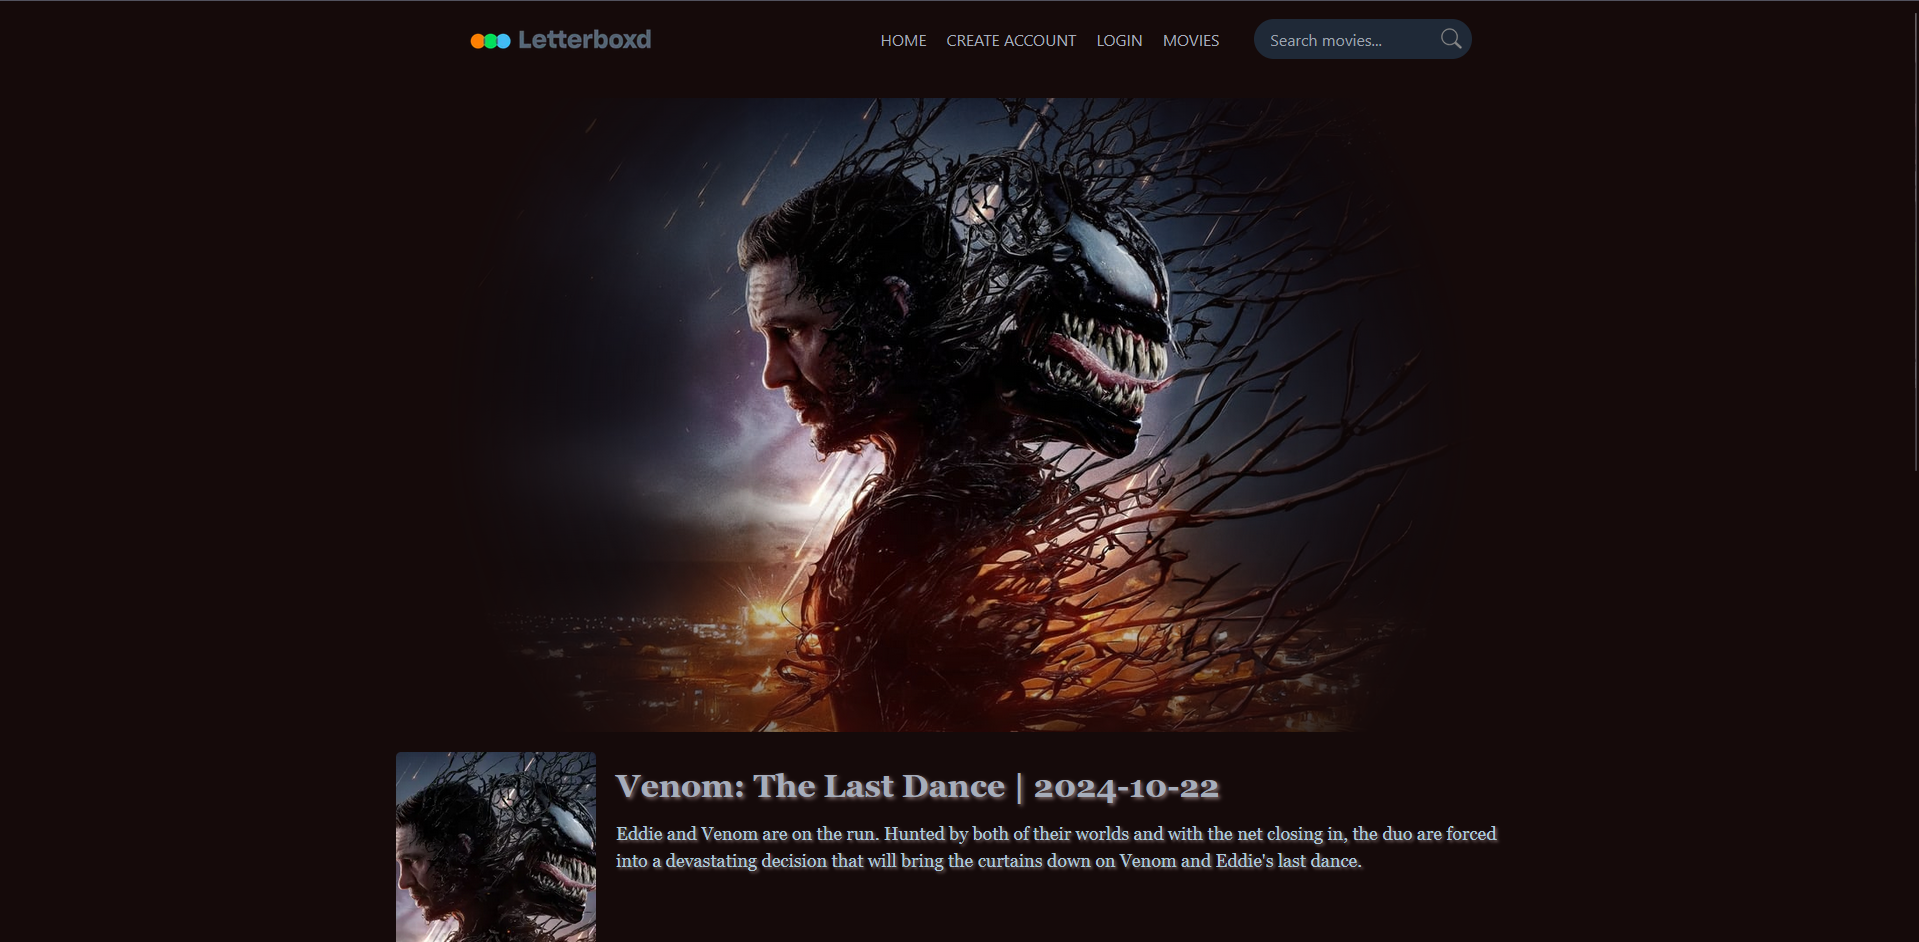 Letterboxd
HOME CREATE ACCOUNT LOGIN MOVIES Search movies...
Venom: The Last Dance | 2024-10-22
Eddie and Venom are on the run. Hunted by both of their worlds and with the net closing in, the duo are forced
into a devastating decision that will bring the curtains down on Venom and Eddie's last dance.